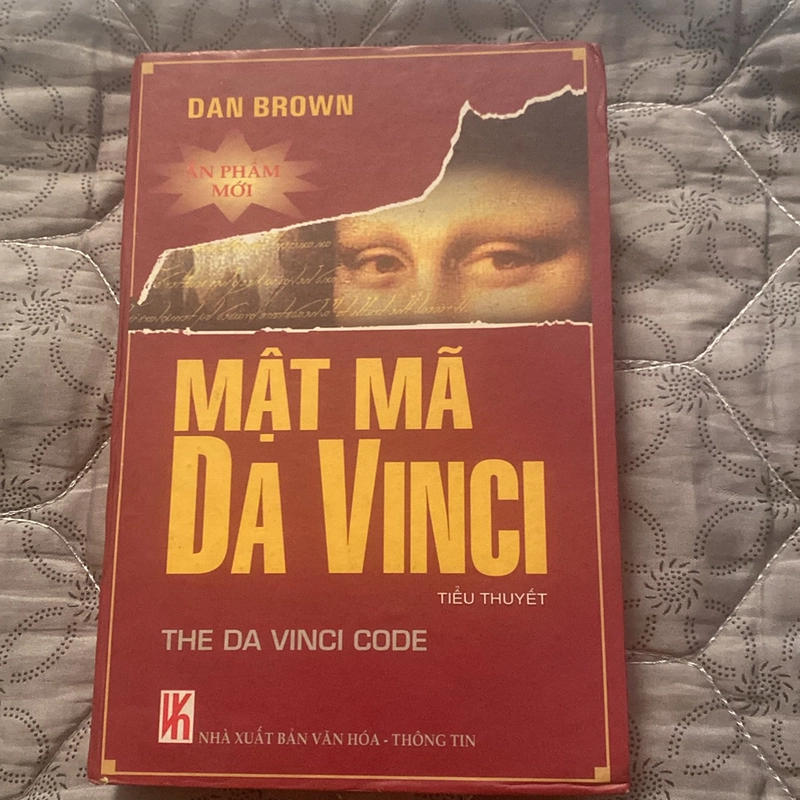 DAN BROWN
ẤN PHẨM
MỚI
MẬT MÃ
DA VINCI
TIỂU THUYẾT
THE DA VINCI CODE
NHÀ XUẤT BẢN VĂN HÓA - THÔNG TIN